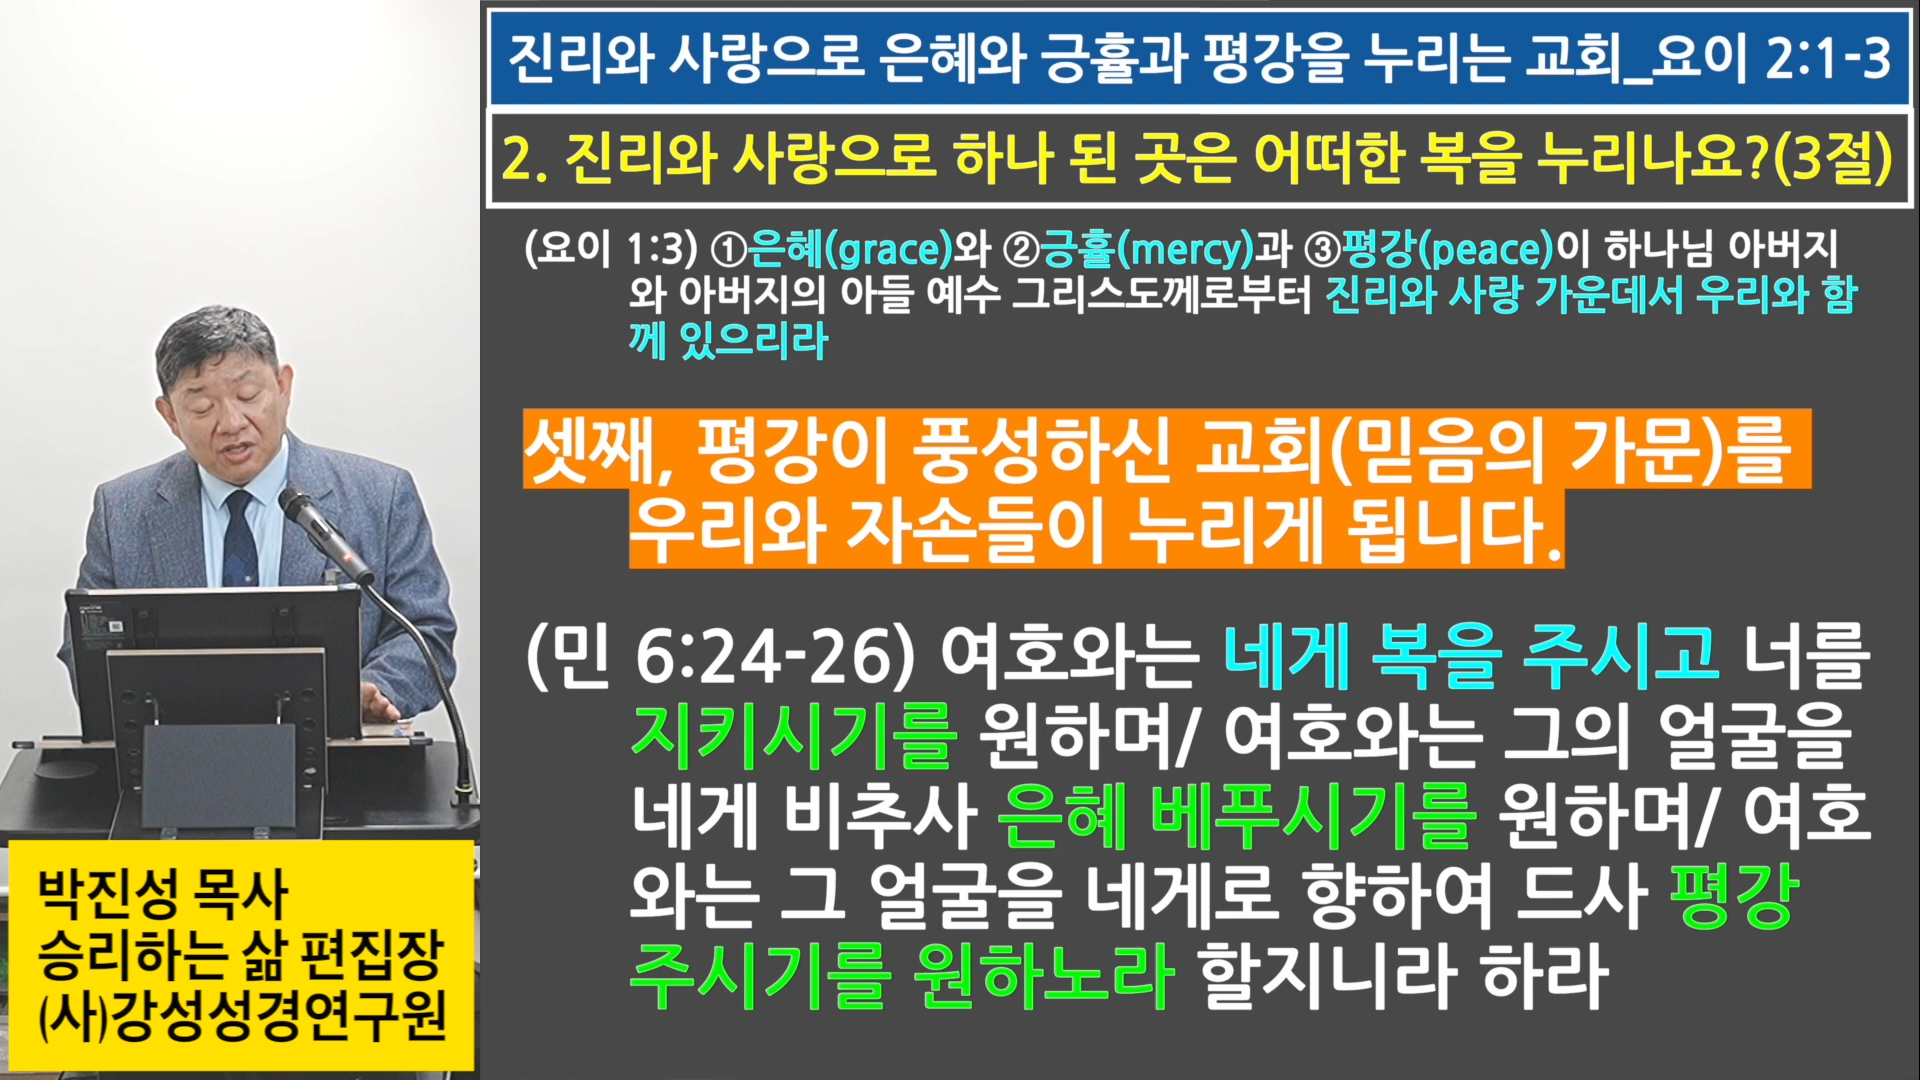 진리와 사랑으로 은혜와 긍휼과 평강을 누리는 교회_요이 2:1-3
2. 진리와 사랑으로 하나 된 곳은 어떠한 복을 누리나요?(3절)
(요이 1:3) ①은혜(grace)와 ②긍휼(mercy)과 ③평강(peace)이 하나님 아버지
와 아버지의 아들 예수 그리스도께로부터 진리와 사랑 가운데서 우리와 함
께 있으리라
셋째, 평강이 풍성하신 교회(믿음의 가문)를
우리와 자손들이 누리게 됩니다.
(민 6:24-26) 여호와는 네게 복을 주시고 너를
지키시기를 원하며/ 여호와는 그의 얼굴을
네게 비추사 은혜 베푸시기를 원하며/ 여호
와는 그 얼굴을 네게로 향하여 드사 평강
주시기를 원하노라 할지니라 하라
박진성 목사
승리하는 삶 편집장
(사)강성성경연구원